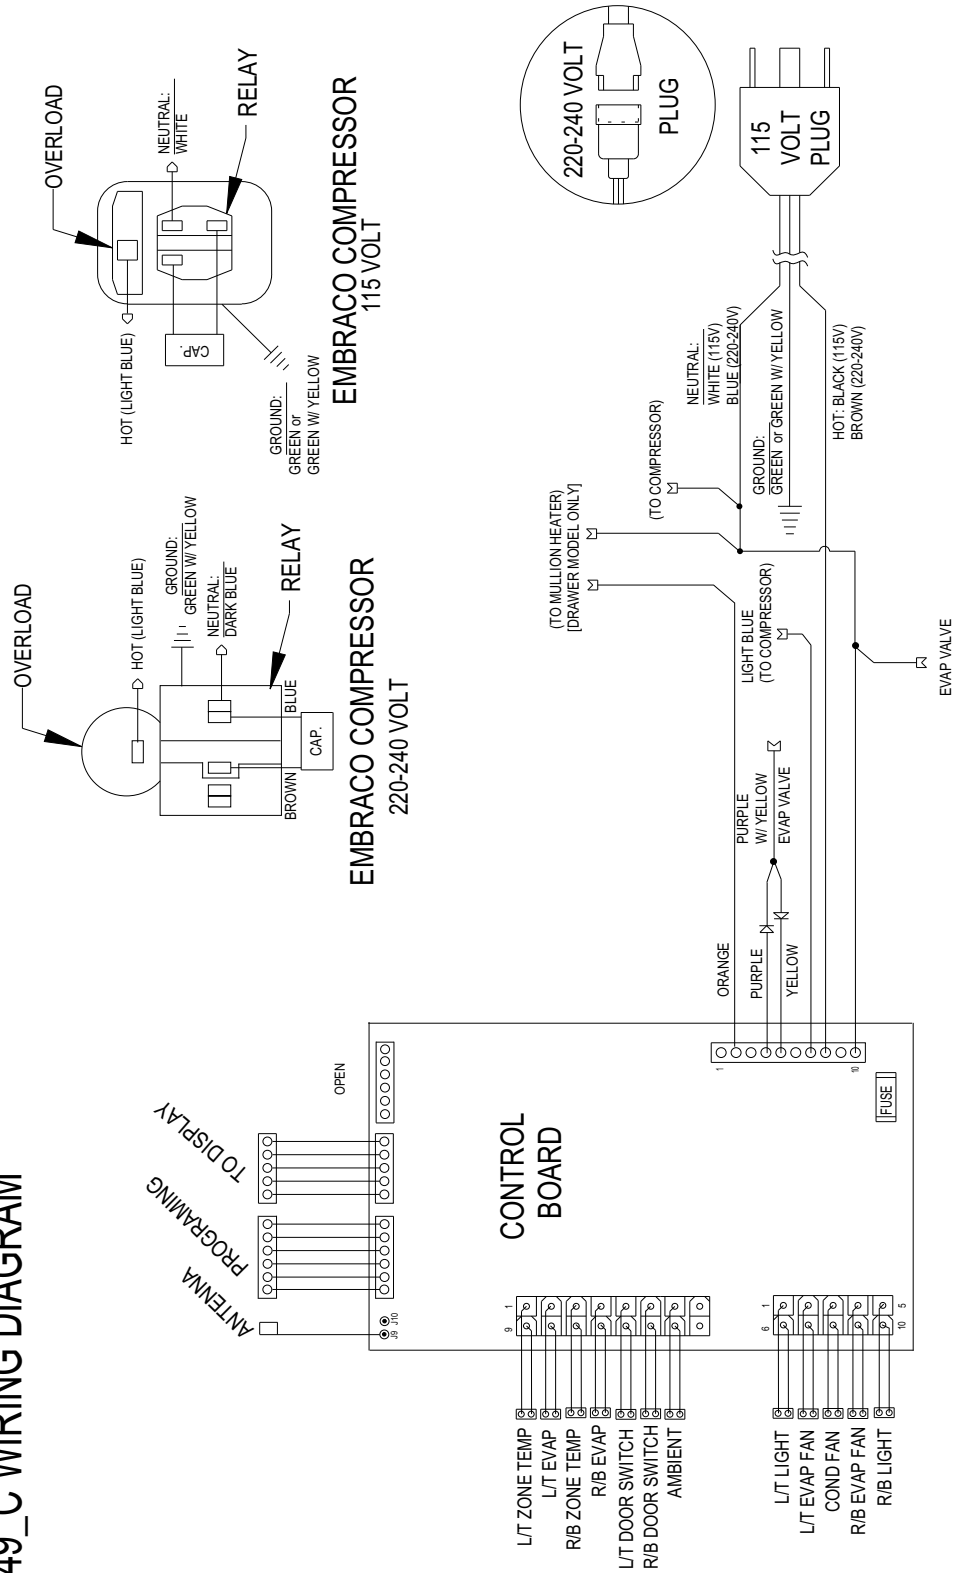 49_C WIRING DIAGRAM
OVERLOAD
HOT (LIGHT BLUE)
GROUND:
GREEN W/ YELLOW
NEUTRAL:
DARK BLUE
RELAY
BROWN
BLUE
CAP.
EMBRACO COMPRESSOR
220-240 VOLT
OVERLOAD
NEUTRAL:
WHITE
RELAY
HOT (LIGHT BLUE)
CAP.
GROUND:
GREEN or
GREEN W/ YELLOW
EMBRACO COMPRESSOR
115 VOLT
ANTENNA
PROGRAMING
TO DISPLAY
OPEN
J9
J10
CONTROL
BOARD
L/T ZONE TEMP
L/T EVAP
R/B ZONE TEMP
R/B EVAP
L/T DOOR SWITCH
R/B DOOR SWITCH
AMBIENT
9
1
L/T LIGHT
L/T EVAP FAN
COND FAN
R/B EVAP FAN
R/B LIGHT
6
1
10
5
1
10
FUSE
ORANGE
PURPLE
YELLOW
PURPLE
W/ YELLOW
EVAP VALVE
LIGHT BLUE
(TO COMPRESSOR)
(TO MULLION HEATER)
[DRAWER MODEL ONLY]
(TO COMPRESSOR)
EVAP VALVE
NEUTRAL:
WHITE (115V)
BLUE (220-240V)
GROUND:
GREEN or GREEN W/ YELLOW
HOT: BLACK (115V)
BROWN (220-240V)
220-240 VOLT
PLUG
115
VOLT
PLUG